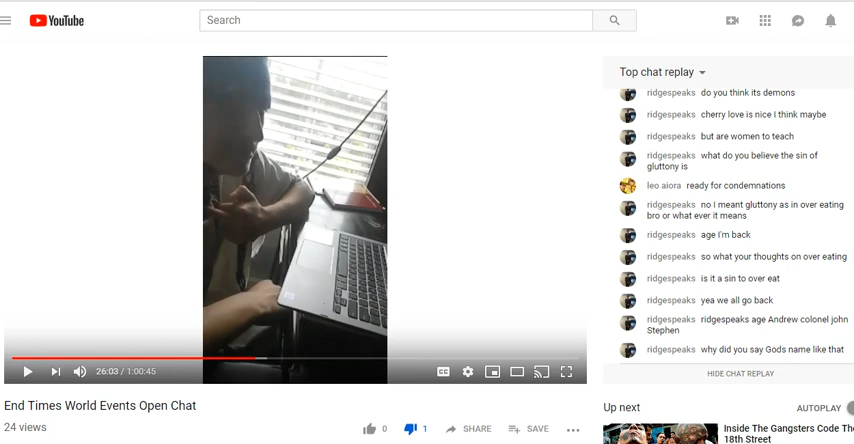 YouTube
Search
Top chat replay
ridgespeaks do you think its demons
ridgespeaks cherry love is nice I think maybe
ridgespeaks but are women to teach
ridgespeaks what do you believe the sin of
gluttony is
leo aiora ready for condemnations
ridgespeaks no I meant gluttony as in over eating
bro or what ever it means
ridgespeaks age I'm back
ridgespeaks so what your thoughts on over eating
ridgespeaks is it a sin to over eat
ridgespeaks yea we all go back
ridgespeaks ridgespeaks age Andrew colonel john
Stephen
ridgespeaks why did you say Gods name like that
HIDE CHAT REPLAY
26:03 / 1:00:45
CC
End Times World Events Open Chat
24 views
0
1
SHARE
SAVE
Up next
AUTOPLAY
Inside The Gangsters Code The
18th Street